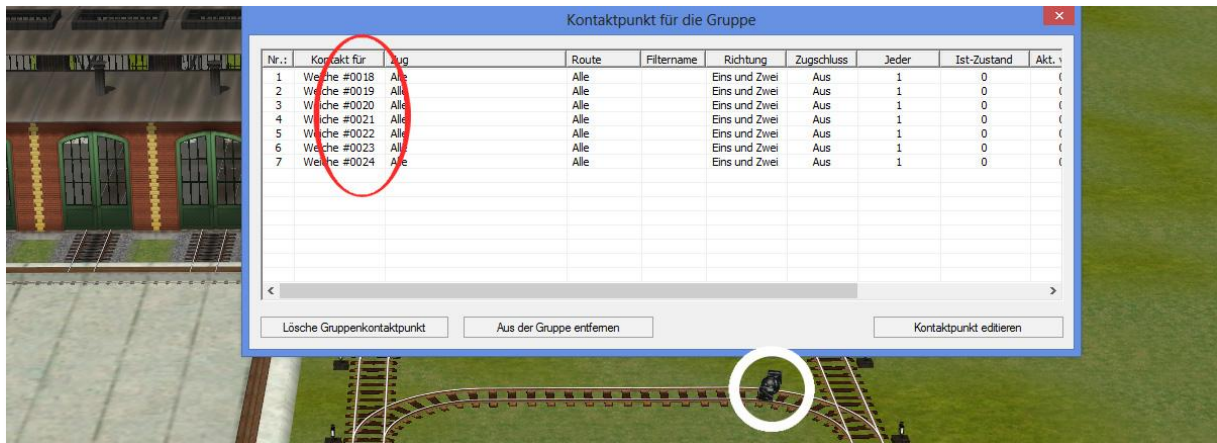 Kontaktpunkt für die Gruppe
Nr.: Kontakt für Zug Route Filtername Richtung Zugschluss Jeder Ist-Zustand Akt.
1 Weiche #0018 Alle Alle Eins und Zwei Aus 1 0
2 Weiche #0019 Alle Alle Eins und Zwei Aus 1 0
3 Weiche #0020 Alle Alle Eins und Zwei Aus 1 0
4 Weiche #0021 Alle Alle Eins und Zwei Aus 1 0
5 Weiche #0022 Alle Alle Eins und Zwei Aus 1 0
6 Weiche #0023 Alle Alle Eins und Zwei Aus 1 0
7 Weiche #0024 Alle Alle Eins und Zwei Aus 1 0
Lösche Gruppenkontaktpunkt Aus der Gruppe entfernen Kontaktpunkt editieren